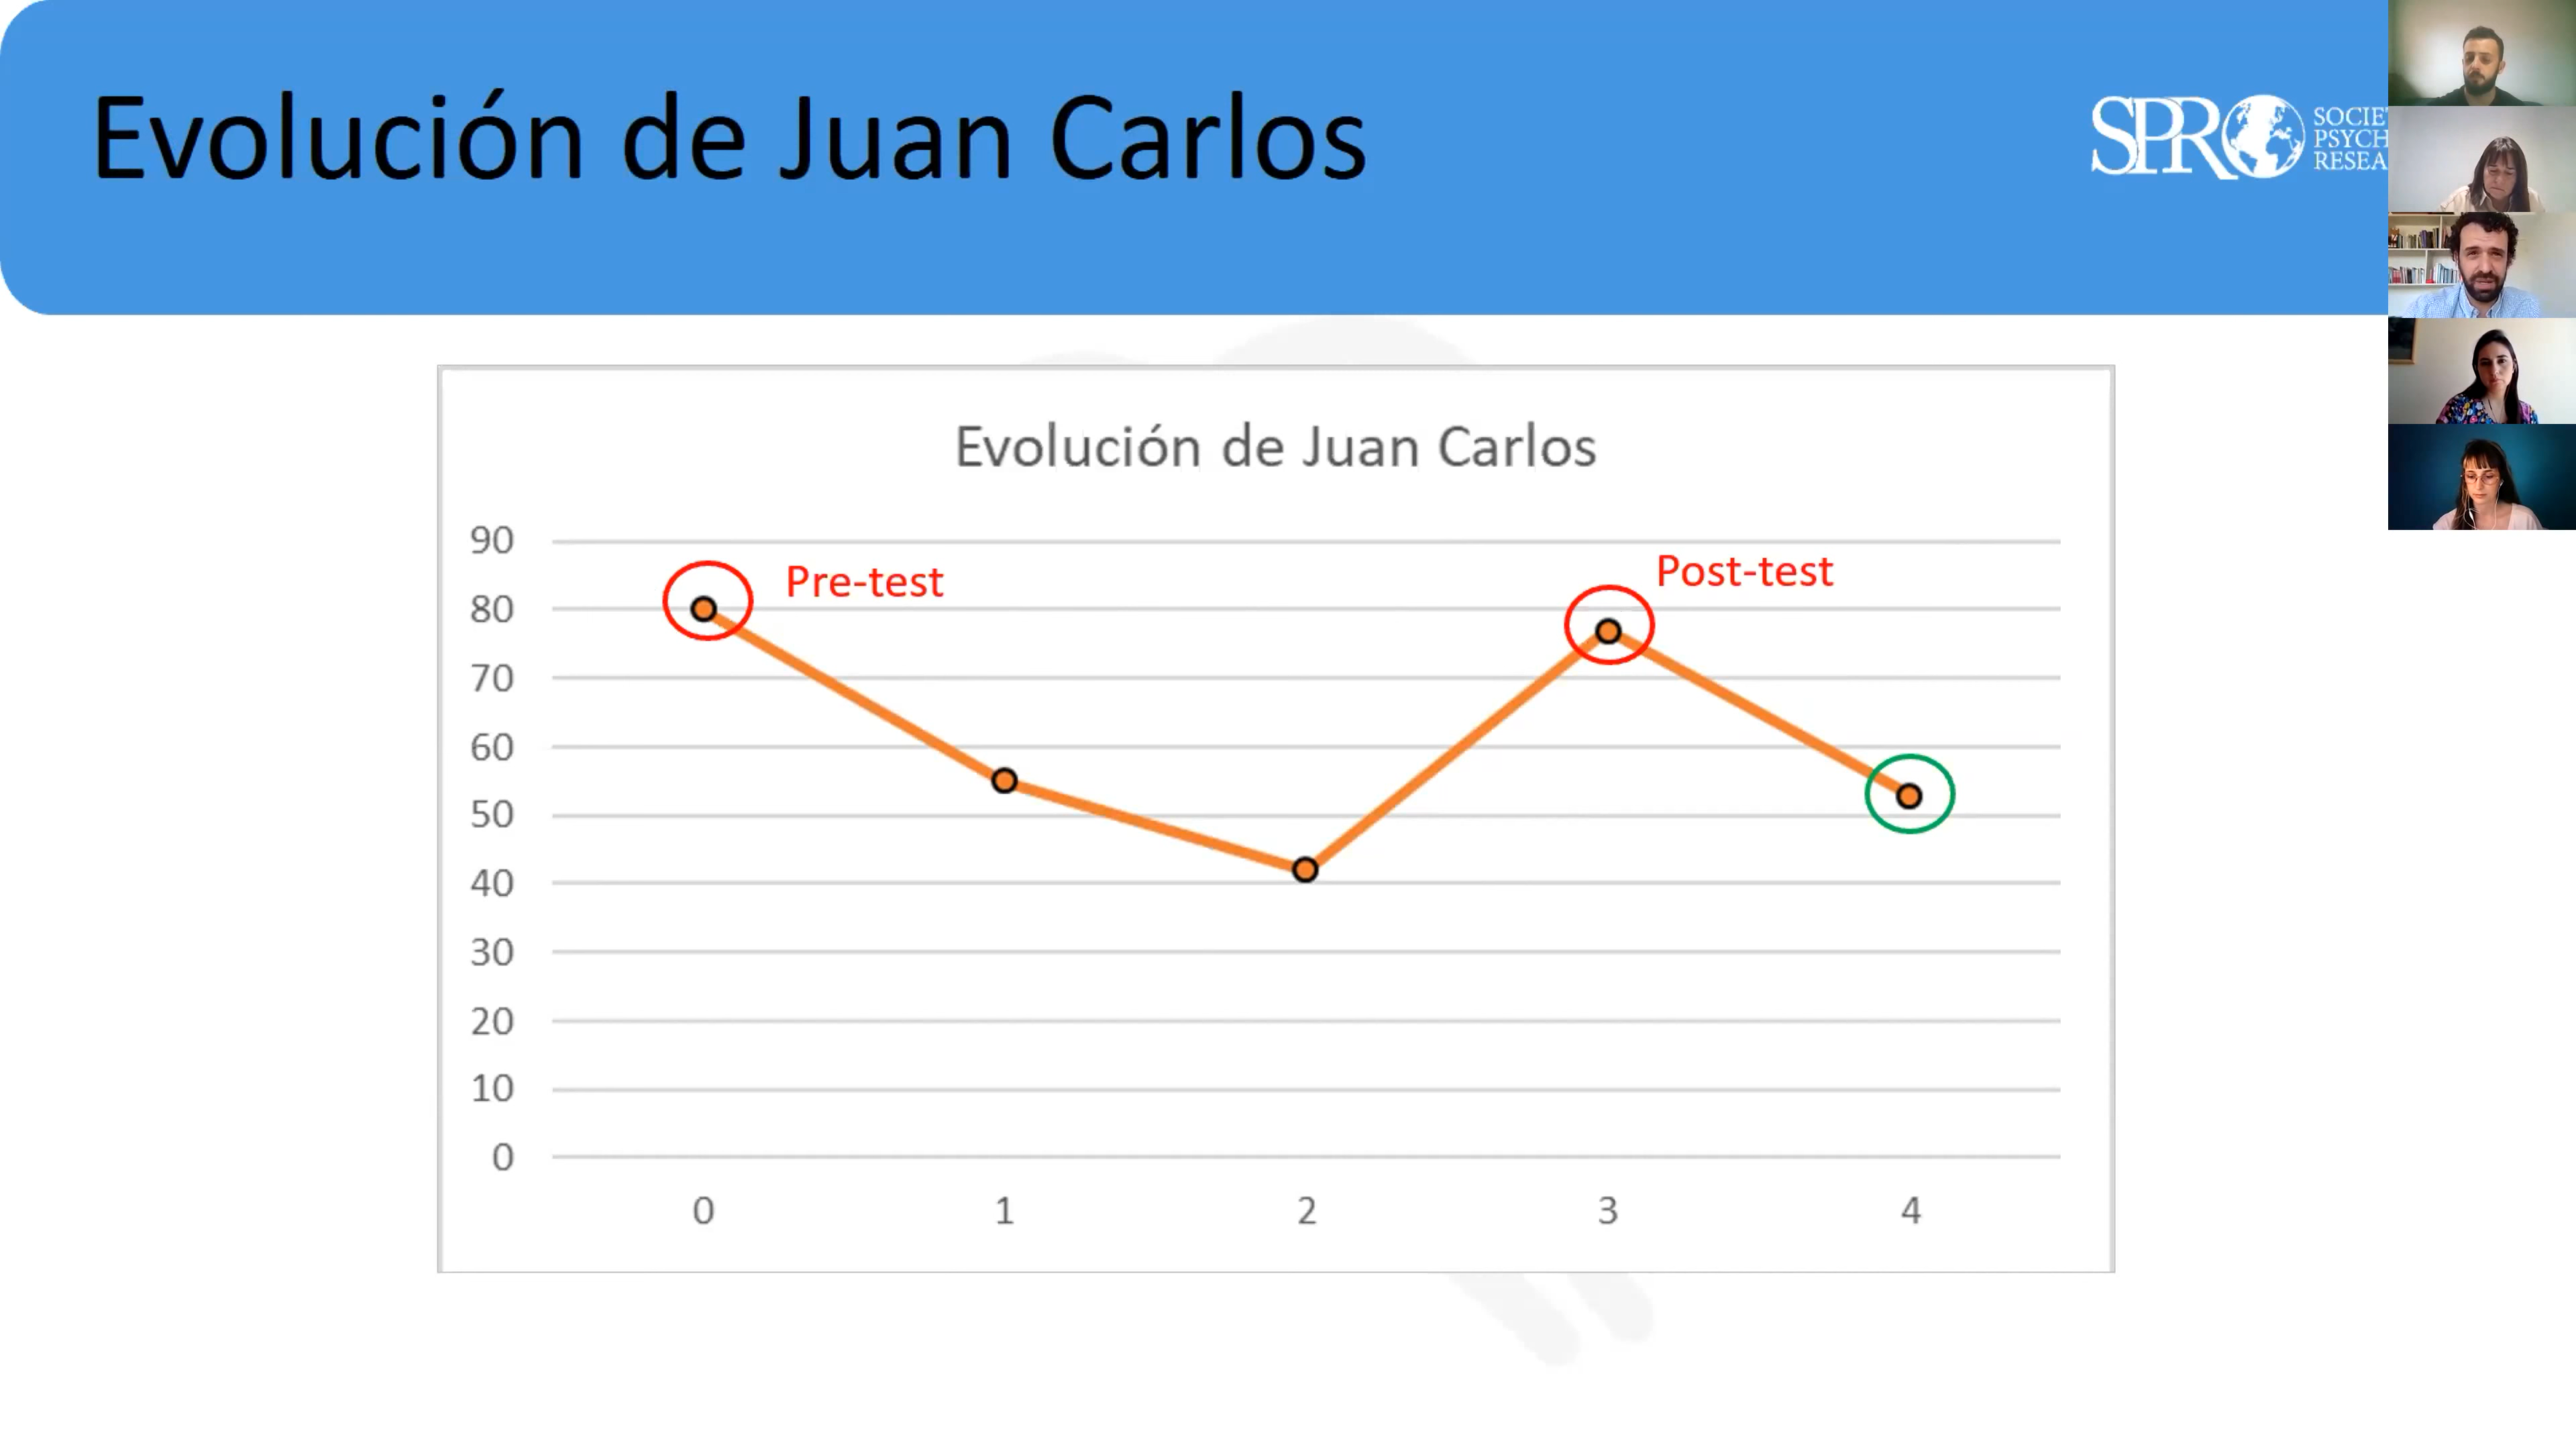 Evolución de Juan Carlos
SPR
SOCIE
PSYCH
RESEA
Evolución de Juan Carlos
90
80
70
60
50
40
30
20
10
0
Pre-test
Post-test
0 1 2 3 4